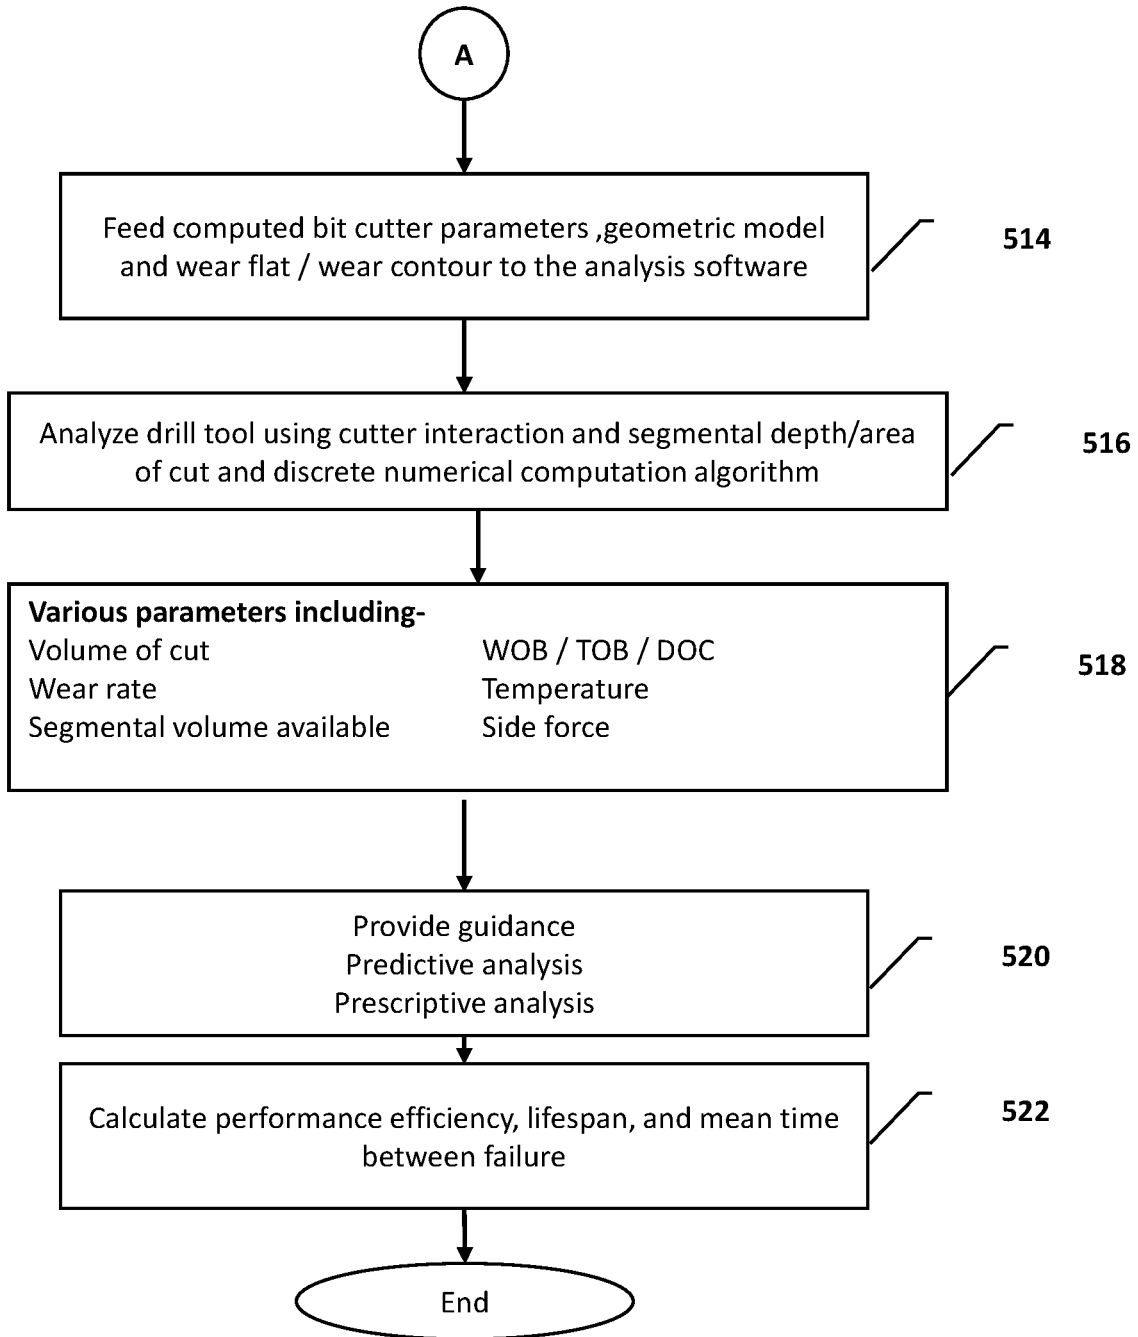 A
Feed computed bit cutter parameters ,geometric model
and wear flat / wear contour to the analysis software
514
Analyze drill tool using cutter interaction and segmental depth/area
of cut and discrete numerical computation algorithm
516
Various parameters including-
Volume of cut
WOB / TOB / DOC
Wear rate
Temperature
Segmental volume available
Side force
518
Provide guidance
Predictive analysis
Prescriptive analysis
520
Calculate performance efficiency, lifespan, and mean time
between failure
522
End